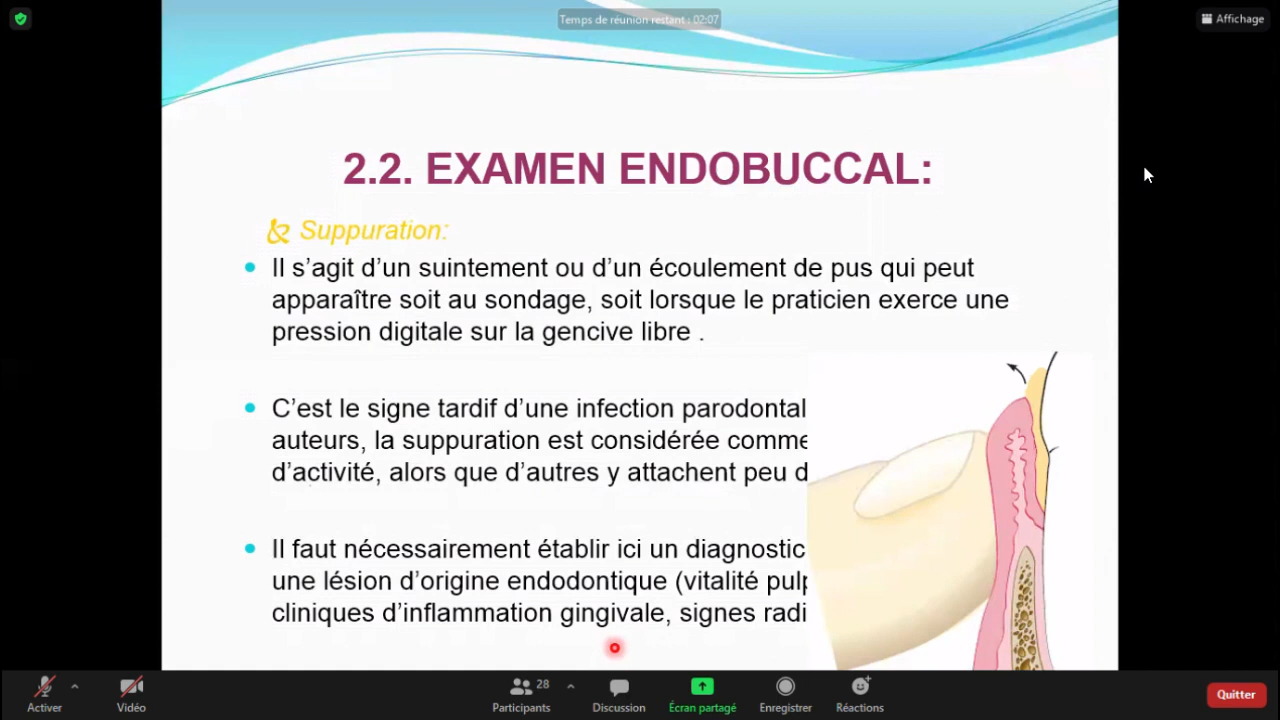 Temps de réunion restant : 02:07
Affichage
2.2. EXAMEN ENDOBUCCAL:
Suppuration:
Il s’agit d’un suintement ou d’un écoulement de pus qui peut
apparaître soit au sondage, soit lorsque le praticien exerce une
pression digitale sur la gencive libre .
C’est le signe tardif d’une infection parodontal
auteurs, la suppuration est considérée comme
d’activité, alors que d’autres y attachent peu d
Il faut nécessairement établir ici un diagnostic
une lésion d’origine endodontique (vitalité pulp
cliniques d’inflammation gingivale, signes radi
Activer
Vidéo
28
Participants
Discussion
Écran partagé
Enregistrer
Réactions
Quitter